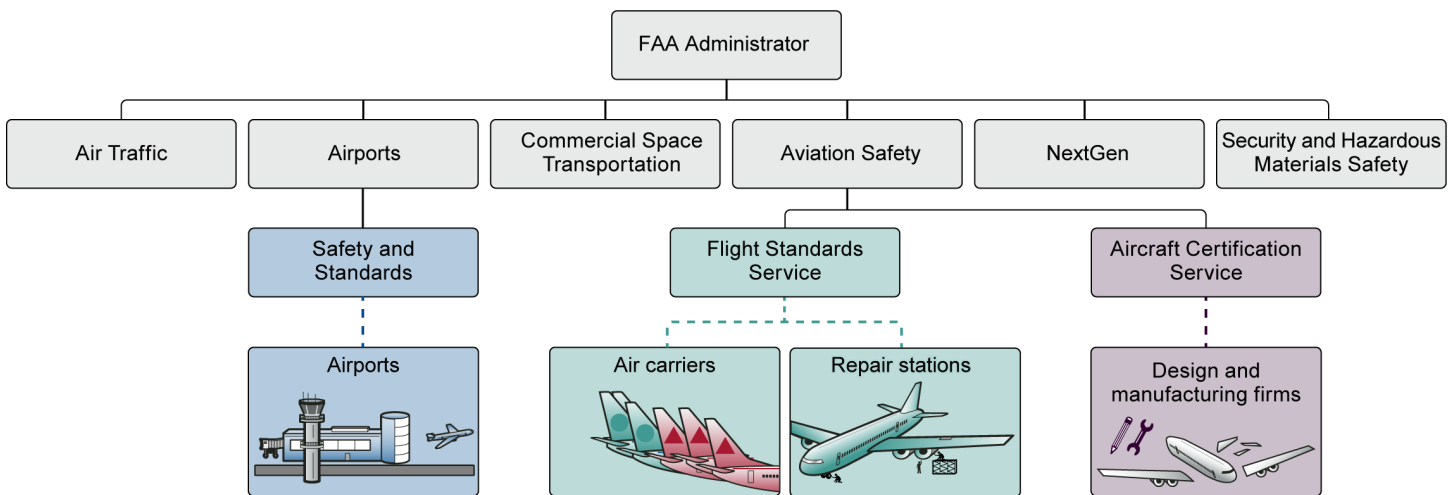 FAA Administrator
Air Traffic
Airports
Commercial Space
Transportation
Aviation Safety
NextGen
Security and Hazardous
Materials Safety
Safety and
Standards
Flight Standards
Service
Aircraft Certification
Service
Airports
Air carriers
Repair stations
Design and
manufacturing firms